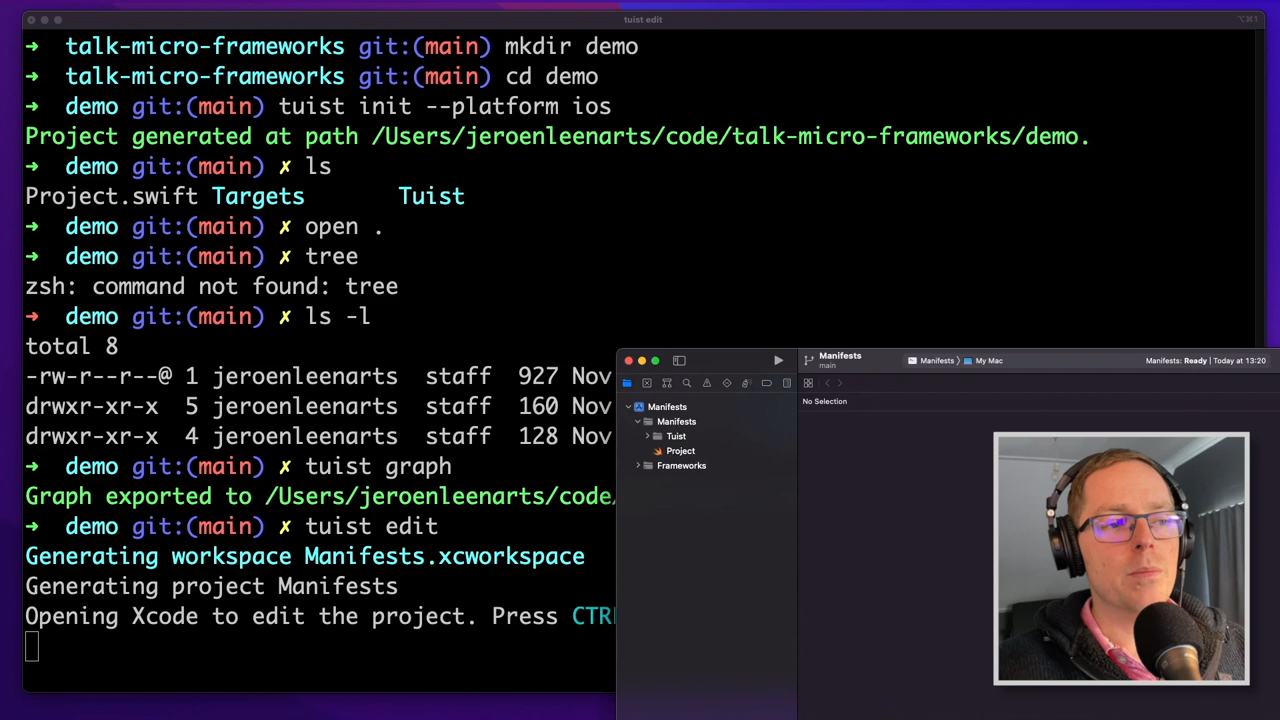 tuist edit
⌥⌘1
➜ talk-micro-frameworks git:(main) mkdir demo
➜ talk-micro-frameworks git:(main) cd demo
➜ demo git:(main) tuist init --platform ios
Project generated at path /Users/jeroenleenarts/code/talk-micro-frameworks/demo.
➜ demo git:(main) ✗ ls
Project.swift Targets Tuist
➜ demo git:(main) ✗ open .
➜ demo git:(main) ✗ tree
zsh: command not found: tree
➜ demo git:(main) ✗ ls -l
total 8
-rw-r--r--@ 1 jeroenleenarts staff 927 Nov
drwxr-xr-x 5 jeroenleenarts staff 160 Nov
drwxr-xr-x 4 jeroenleenarts staff 128 Nov
➜ demo git:(main) ✗ tuist graph
Graph exported to /Users/jeroenleenarts/code/
➜ demo git:(main) ✗ tuist edit
Generating workspace Manifests.xcworkspace
Generating project Manifests
Opening Xcode to edit the project. Press CTR
Manifests
main
Manifests 〉 My Mac
Manifests: Ready | Today at 13:20
No Selection
Manifests
Manifests
Tuist
Project
Frameworks